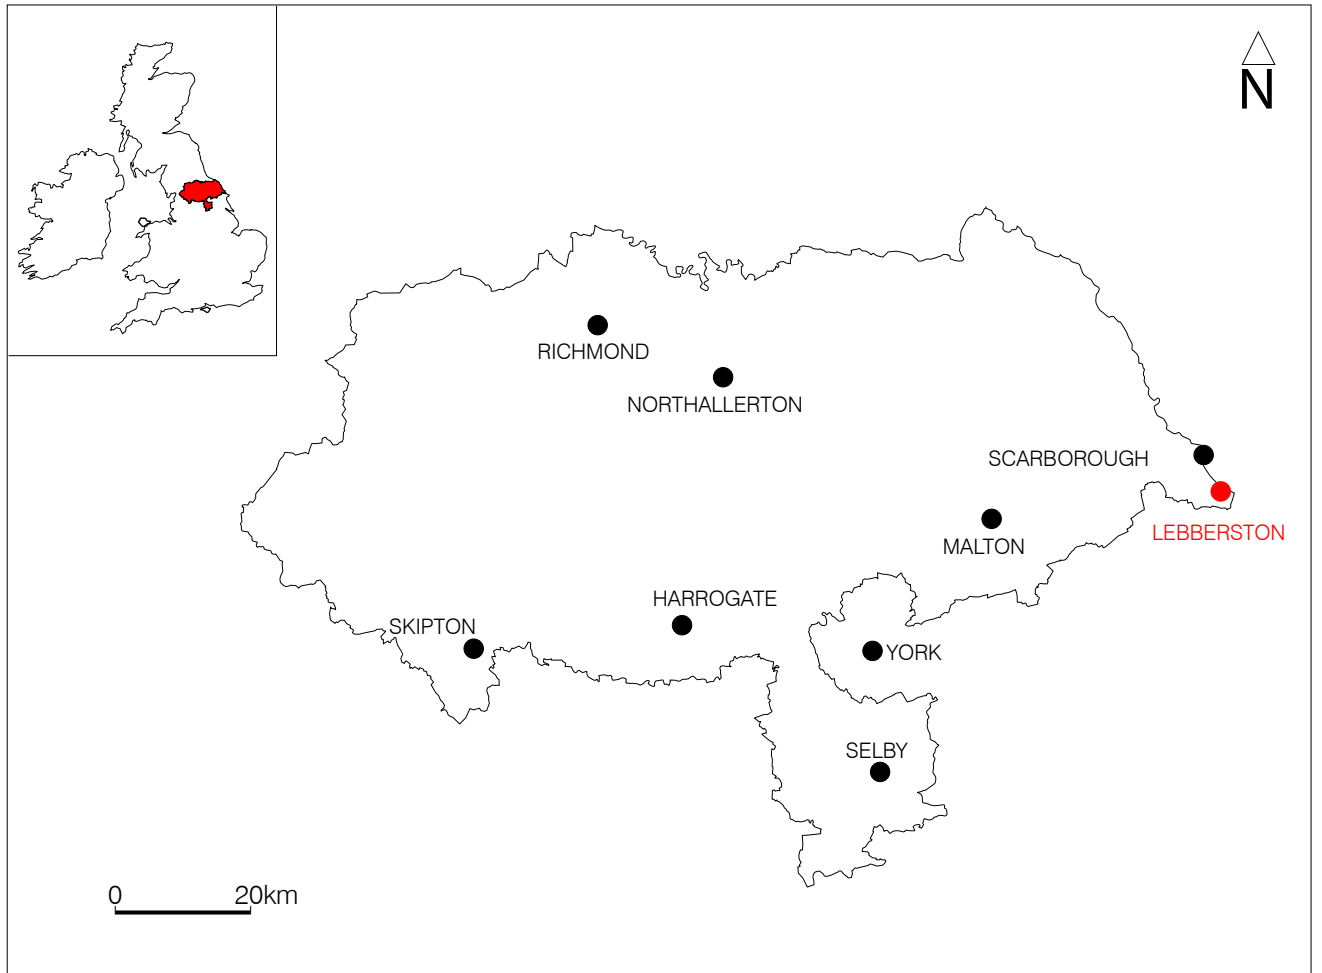 N
RICHMOND
NORTHALLERTON
SCARBOROUGH
LEBBERSTON
MALTON
HARROGATE
SKIPTON
YORK
SELBY
0 20km